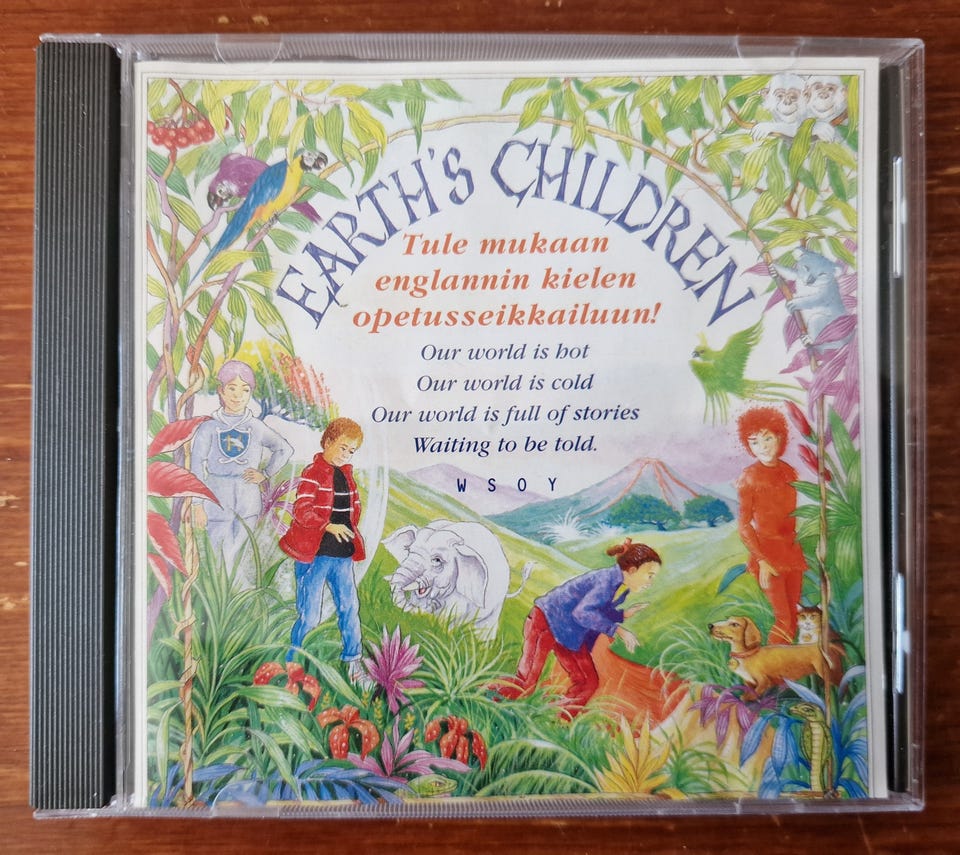 EARTH'S CHILDREN
Tule mukaan
englannin kielen
opetusseikkailuun!
Our world is hot
Our world is cold
Our world is full of stories
Waiting to be told.
WSOY